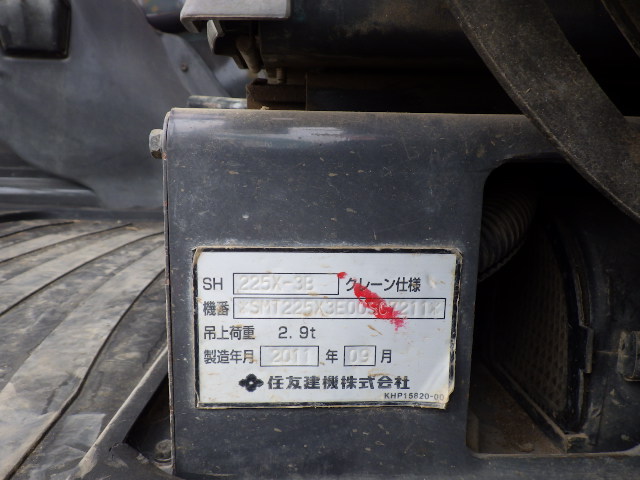 SH 225X-3B クレーン仕様
機番
吊上荷重 2.9t
製造年月 2011 年 09 月
住友建機株式会社
KHP15820-00